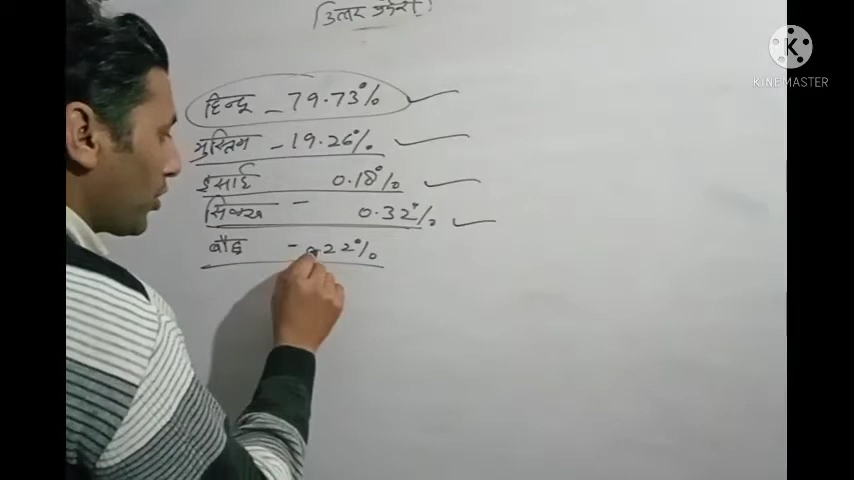 उत्तर प्रदेश
K
KINEMASTER
हिन्दू - 79.73%
मुस्लिम - 19.26%
इसाई 0.18%
सिक्ख - 0.32%
बौद्ध - 0.22%